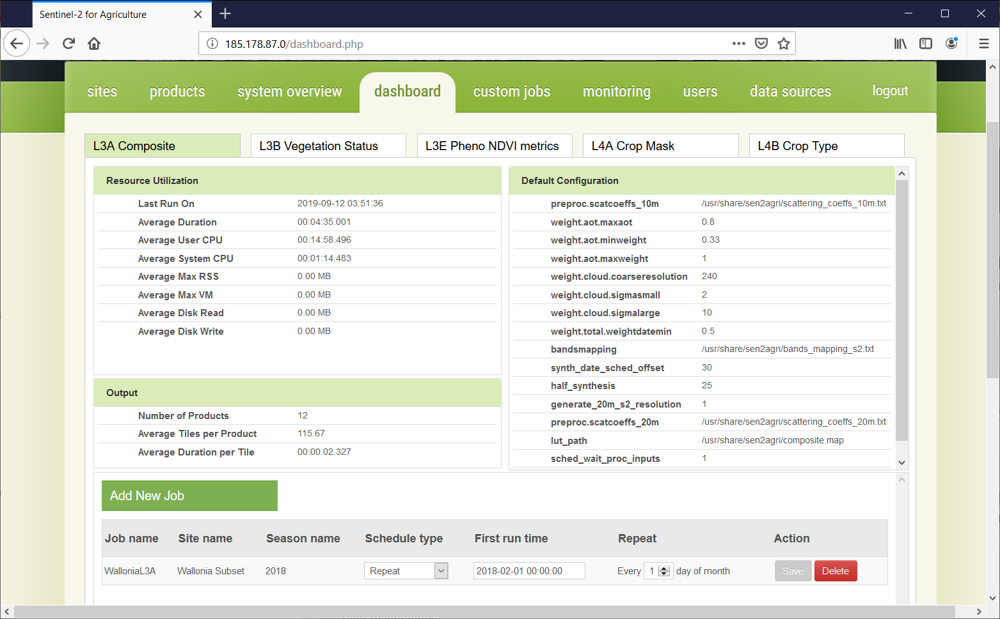 Sentinel-2 for Agriculture
185.178.87.0/dashboard.php
sites products system overview dashboard custom jobs monitoring users data sources logout
L3A Composite L3B Vegetation Status L3E Pheno NDVI metrics L4A Crop Mask L4B Crop Type
Resource Utilization
Last Run On 2019-09-12 03:51:36
Average Duration 00:04:35.001
Average User CPU 00:14:58.496
Average System CPU 00:01:14.483
Average Max RSS 0.00 MB
Average Max VM 0.00 MB
Average Disk Read 0.00 MB
Average Disk Write 0.00 MB
Output
Number of Products 12
Average Tiles per Product 115.67
Average Duration per Tile 00:00:02.327
Default Configuration
preproc.scatcoeffs_10m /usr/share/sen2agri/scattering_coeffs_10m.txt
weight.aot.maxaot 0.8
weight.aot.minweight 0.33
weight.aot.maxweight 1
weight.cloud.coarseresolution 240
weight.cloud.sigmasmall 2
weight.cloud.sigmalarge 10
weight.total.weightdatemin 0.5
bandsmapping /usr/share/sen2agri/bands_mapping_s2.txt
synth_date_sched_offset 30
half_synthesis 25
generate_20m_s2_resolution 1
preproc.scatcoeffs_20m /usr/share/sen2agri/scattering_coeffs_20m.txt
lut_path /usr/share/sen2agri/composite.map
sched_wait_proc_inputs 1
Add New Job
Job name Site name Season name Schedule type First run time Repeat Action
WalloniaL3A Wallonia Subset 2018 Repeat 2018-02-01 00:00:00 Every 1 day of month Save Delete